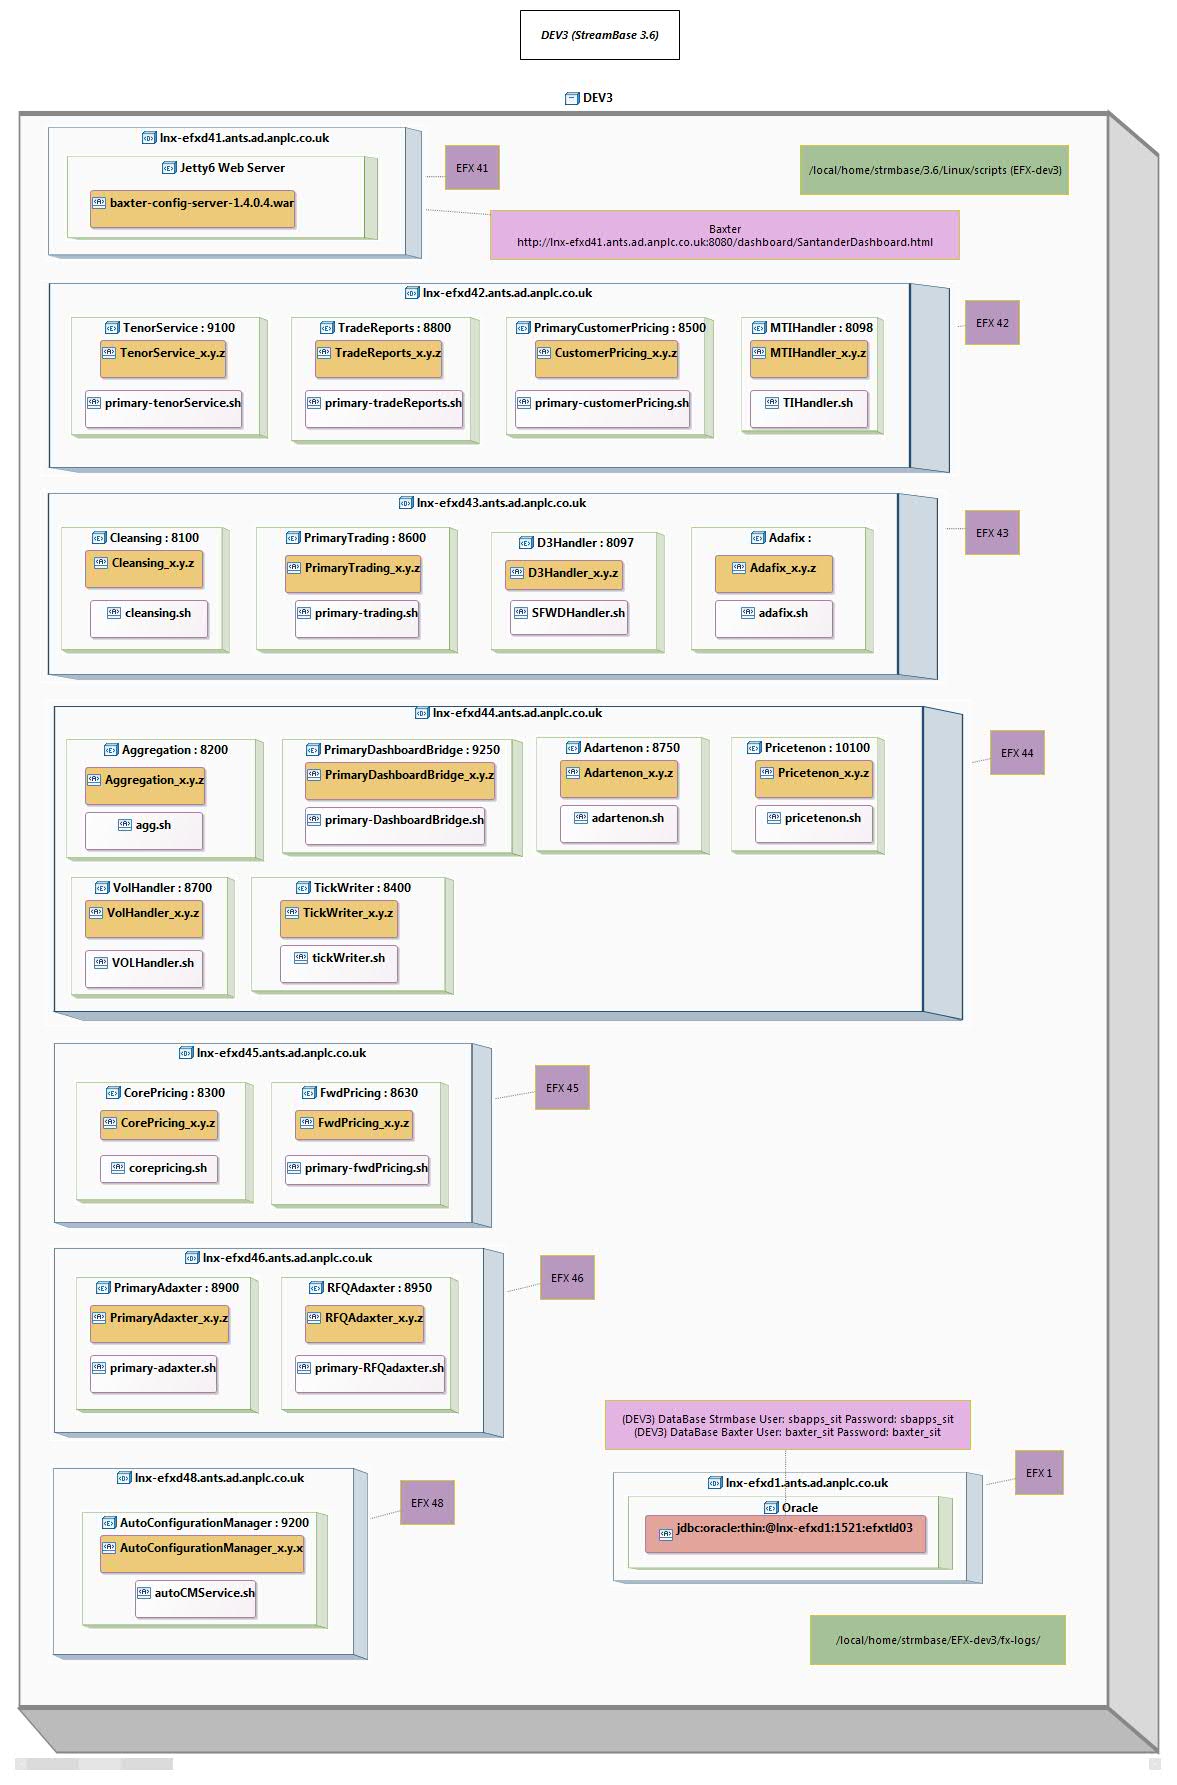 DEV3 (StreamBase 3.6)
DEV3
lnx-efxd41.ants.ad.anplc.co.uk
Jetty6 Web Server
baxter-config-server-1.4.0.4.war
EFX 41
/local/home/strmbase/3.6/Linux/scripts (EFX-dev3)
Baxter
http://lnx-efxd41.ants.ad.anplc.co.uk:8080/dashboard/SantanderDashboard.html
lnx-efxd42.ants.ad.anplc.co.uk
EFX 42
TenorService : 9100
TenorService_x.y.z
primary-tenorService.sh
TradeReports : 8800
TradeReports_x.y.z
primary-tradeReports.sh
PrimaryCustomerPricing : 8500
CustomerPricing_x.y.z
primary-customerPricing.sh
MTIHandler : 8098
MTIHandler_x.y.z
TIHandler.sh
lnx-efxd43.ants.ad.anplc.co.uk
EFX 43
Cleansing : 8100
Cleansing_x.y.z
cleansing.sh
PrimaryTrading : 8600
PrimaryTrading_x.y.z
primary-trading.sh
D3Handler : 8097
D3Handler_x.y.z
SFWDHandler.sh
Adafix :
Adafix_x.y.z
adafix.sh
lnx-efxd44.ants.ad.anplc.co.uk
EFX 44
Aggregation : 8200
Aggregation_x.y.z
agg.sh
PrimaryDashboardBridge : 9250
PrimaryDashboardBridge_x.y.z
primary-DashboardBridge.sh
Adartenon : 8750
Adartenon_x.y.z
adartenon.sh
Pricetenon : 10100
Pricetenon_x.y.z
pricetenon.sh
VolHandler : 8700
VolHandler_x.y.z
VOLHandler.sh
TickWriter : 8400
TickWriter_x.y.z
tickWriter.sh
lnx-efxd45.ants.ad.anplc.co.uk
EFX 45
CorePricing : 8300
CorePricing_x.y.z
corepricing.sh
FwdPricing : 8630
FwdPricing_x.y.z
primary-fwdPricing.sh
lnx-efxd46.ants.ad.anplc.co.uk
EFX 46
PrimaryAdaxter : 8900
PrimaryAdaxter_x.y.z
primary-adaxter.sh
RFQAdaxter : 8950
RFQAdaxter_x.y.z
primary-RFQadaxter.sh
(DEV3) DataBase Strmbase User: sbapps_sit Password: sbapps_sit
(DEV3) DataBase Baxter User: baxter_sit Password: baxter_sit
lnx-efxd48.ants.ad.anplc.co.uk
EFX 48
AutoConfigurationManager : 9200
AutoConfigurationManager_x.y.x
autoCMService.sh
lnx-efxd1.ants.ad.anplc.co.uk
EFX 1
Oracle
jdbc:oracle:thin:@lnx-efxd1:1521:efxtld03
/local/home/strmbase/EFX-dev3/fx-logs/